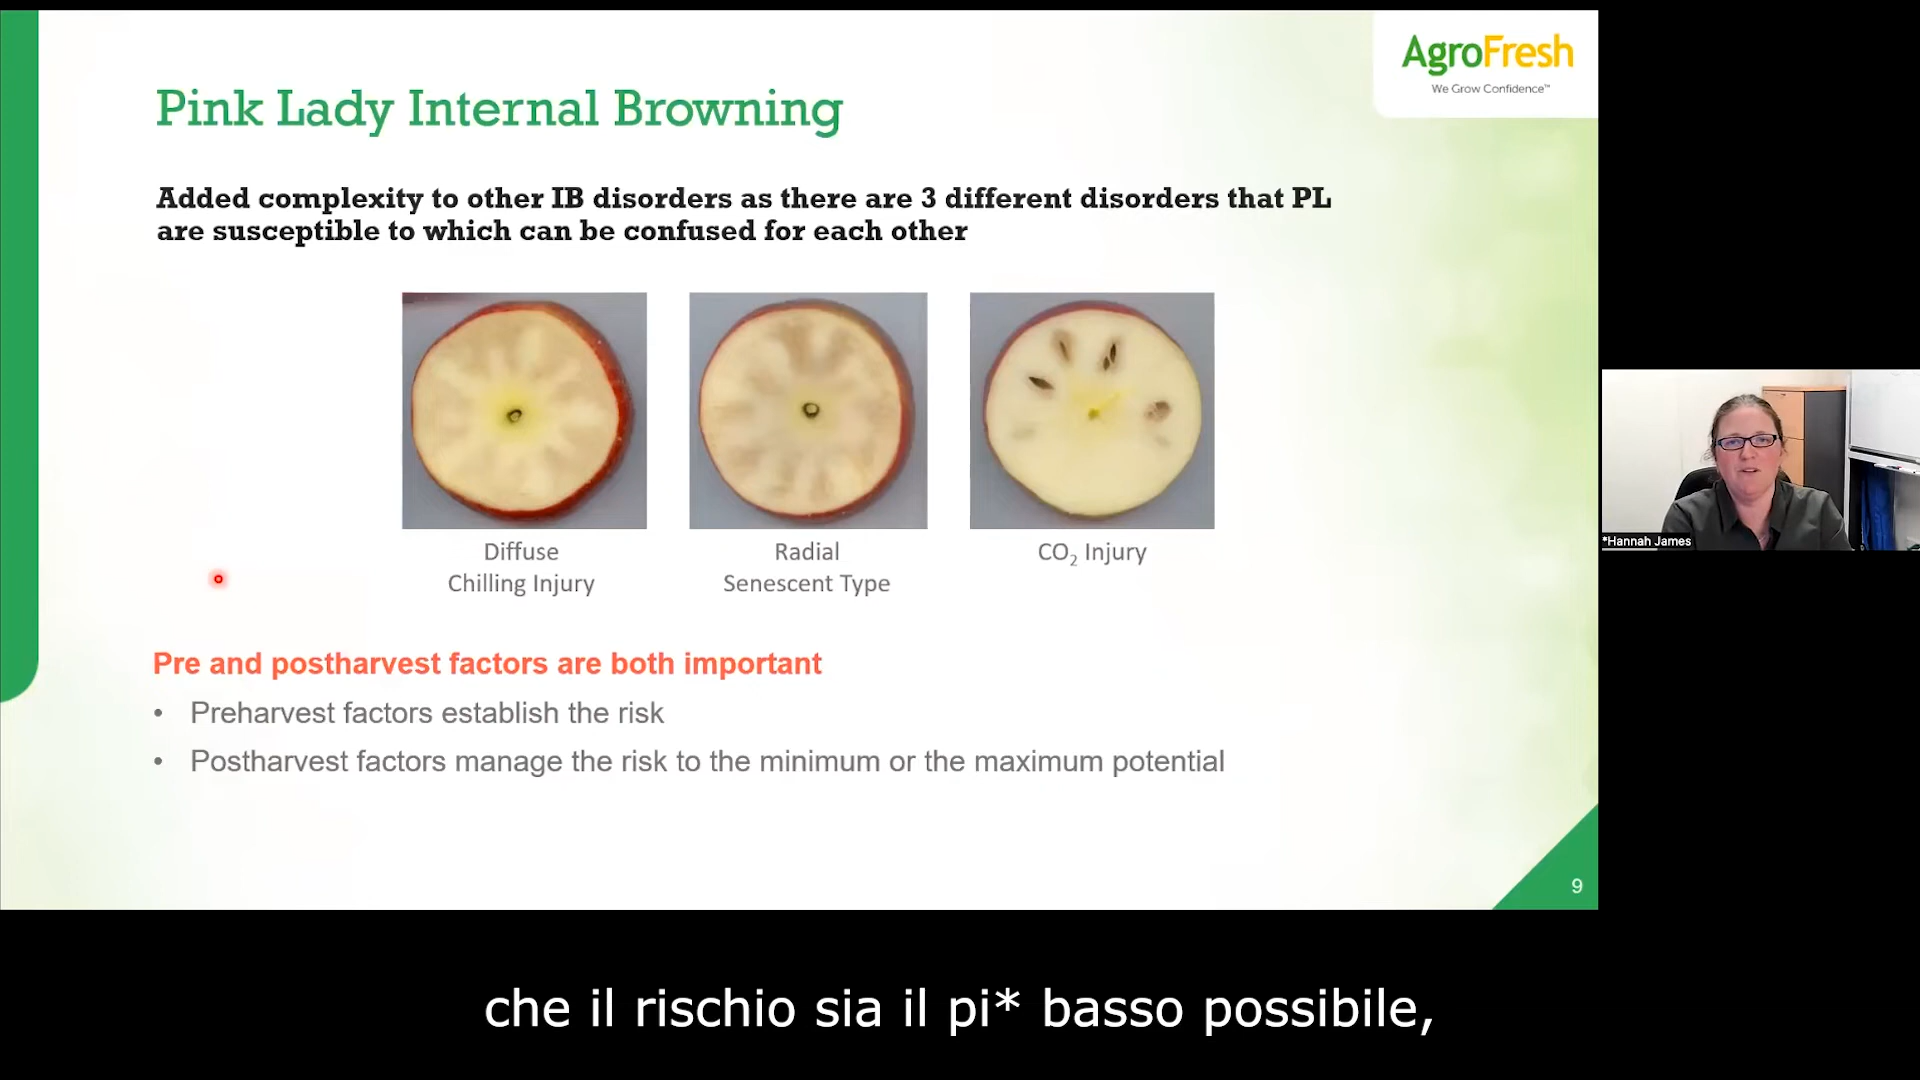 AgroFresh
We Grow Confidence™
Pink Lady Internal Browning
Added complexity to other IB disorders as there are 3 different disorders that PL
are susceptible to which can be confused for each other
Diffuse
Chilling Injury
Radial
Senescent Type
CO₂ Injury
*Hannah James
Pre and postharvest factors are both important
• Preharvest factors establish the risk
• Postharvest factors manage the risk to the minimum or the maximum potential
9
che il rischio sia il pi* basso possibile,